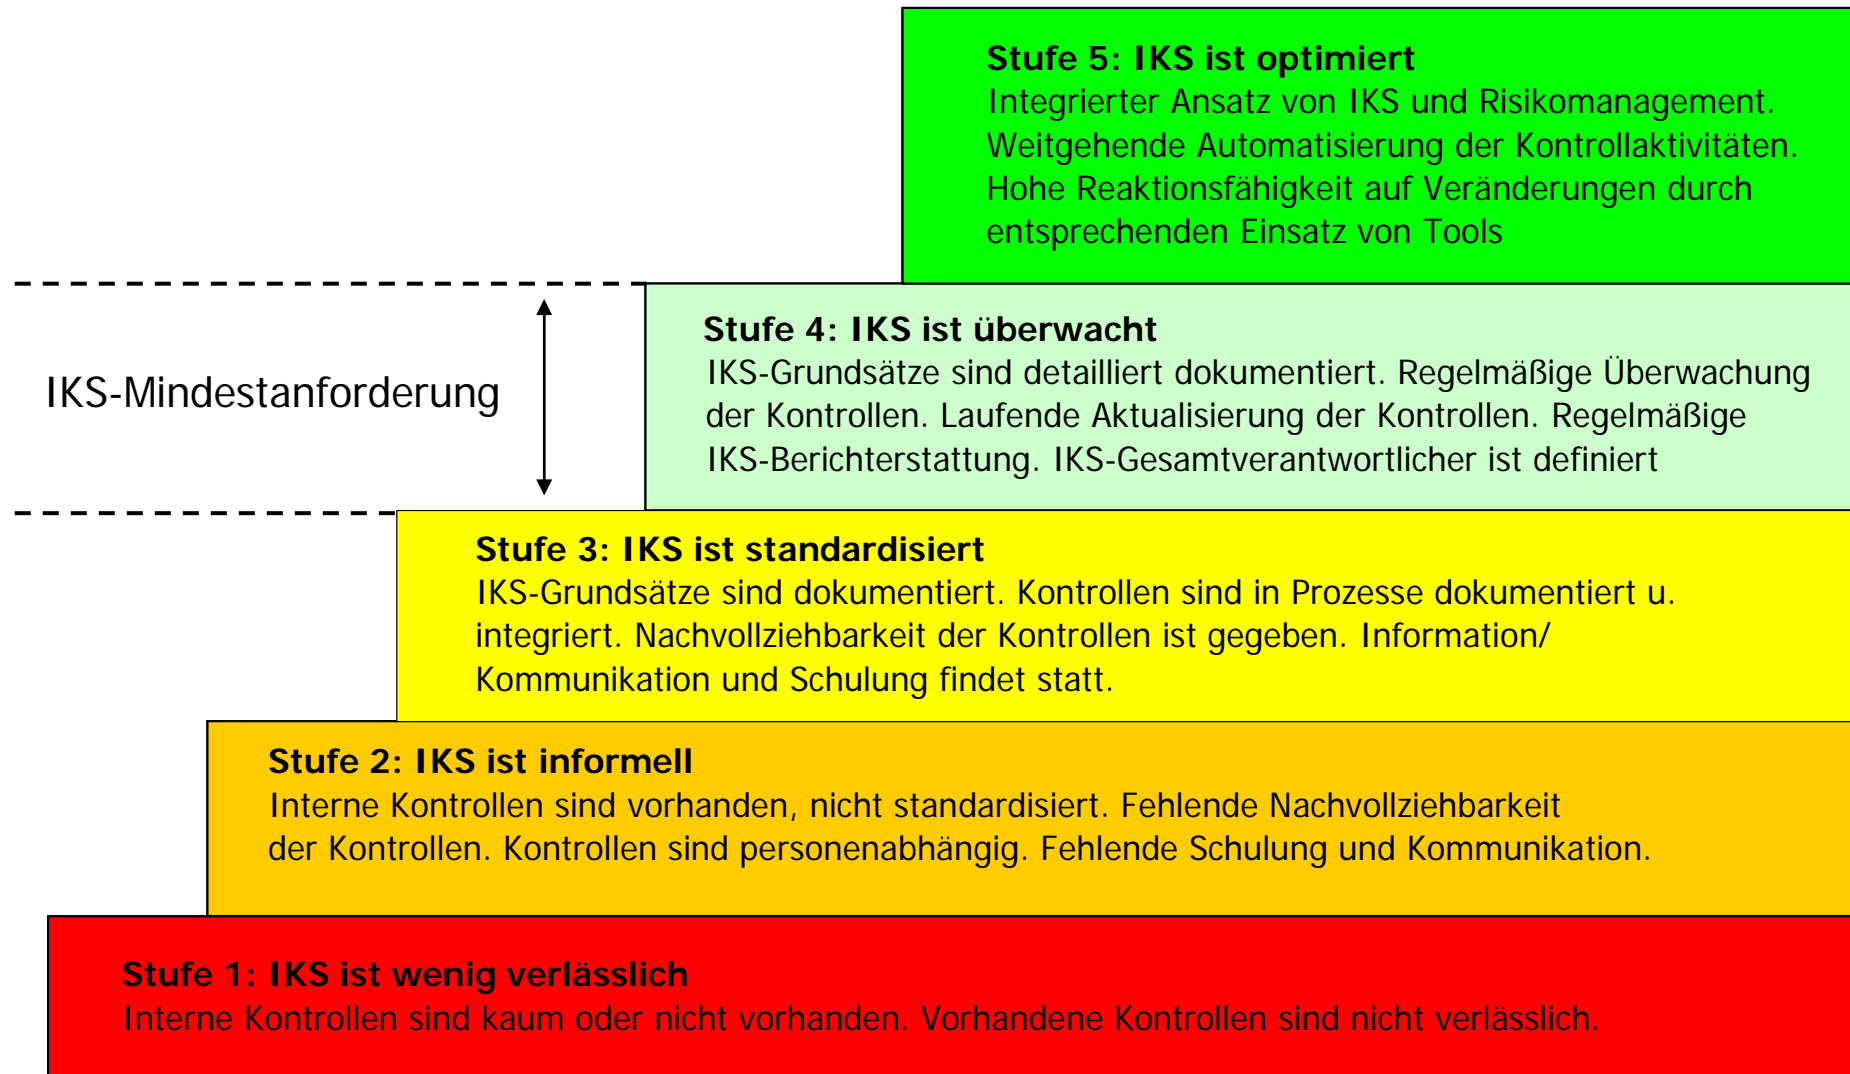 Stufe 5: IKS ist optimiert
Integrierter Ansatz von IKS und Risikomanagement.
Weitgehende Automatisierung der Kontrollaktivitäten.
Hohe Reaktionsfähigkeit auf Veränderungen durch
entsprechenden Einsatz von Tools
IKS-Mindestanforderung
Stufe 4: IKS ist überwacht
IKS-Grundsätze sind detailliert dokumentiert. Regelmäßige Überwachung
der Kontrollen. Laufende Aktualisierung der Kontrollen. Regelmäßige
IKS-Berichterstattung. IKS-Gesamtverantwortlicher ist definiert
Stufe 3: IKS ist standardisiert
IKS-Grundsätze sind dokumentiert. Kontrollen sind in Prozesse dokumentiert u.
integriert. Nachvollziehbarkeit der Kontrollen ist gegeben. Information/
Kommunikation und Schulung findet statt.
Stufe 2: IKS ist informell
Interne Kontrollen sind vorhanden, nicht standardisiert. Fehlende Nachvollziehbarkeit
der Kontrollen. Kontrollen sind personenabhängig. Fehlende Schulung und Kommunikation.
Stufe 1: IKS ist wenig verlässlich
Interne Kontrollen sind kaum oder nicht vorhanden. Vorhandene Kontrollen sind nicht verlässlich.